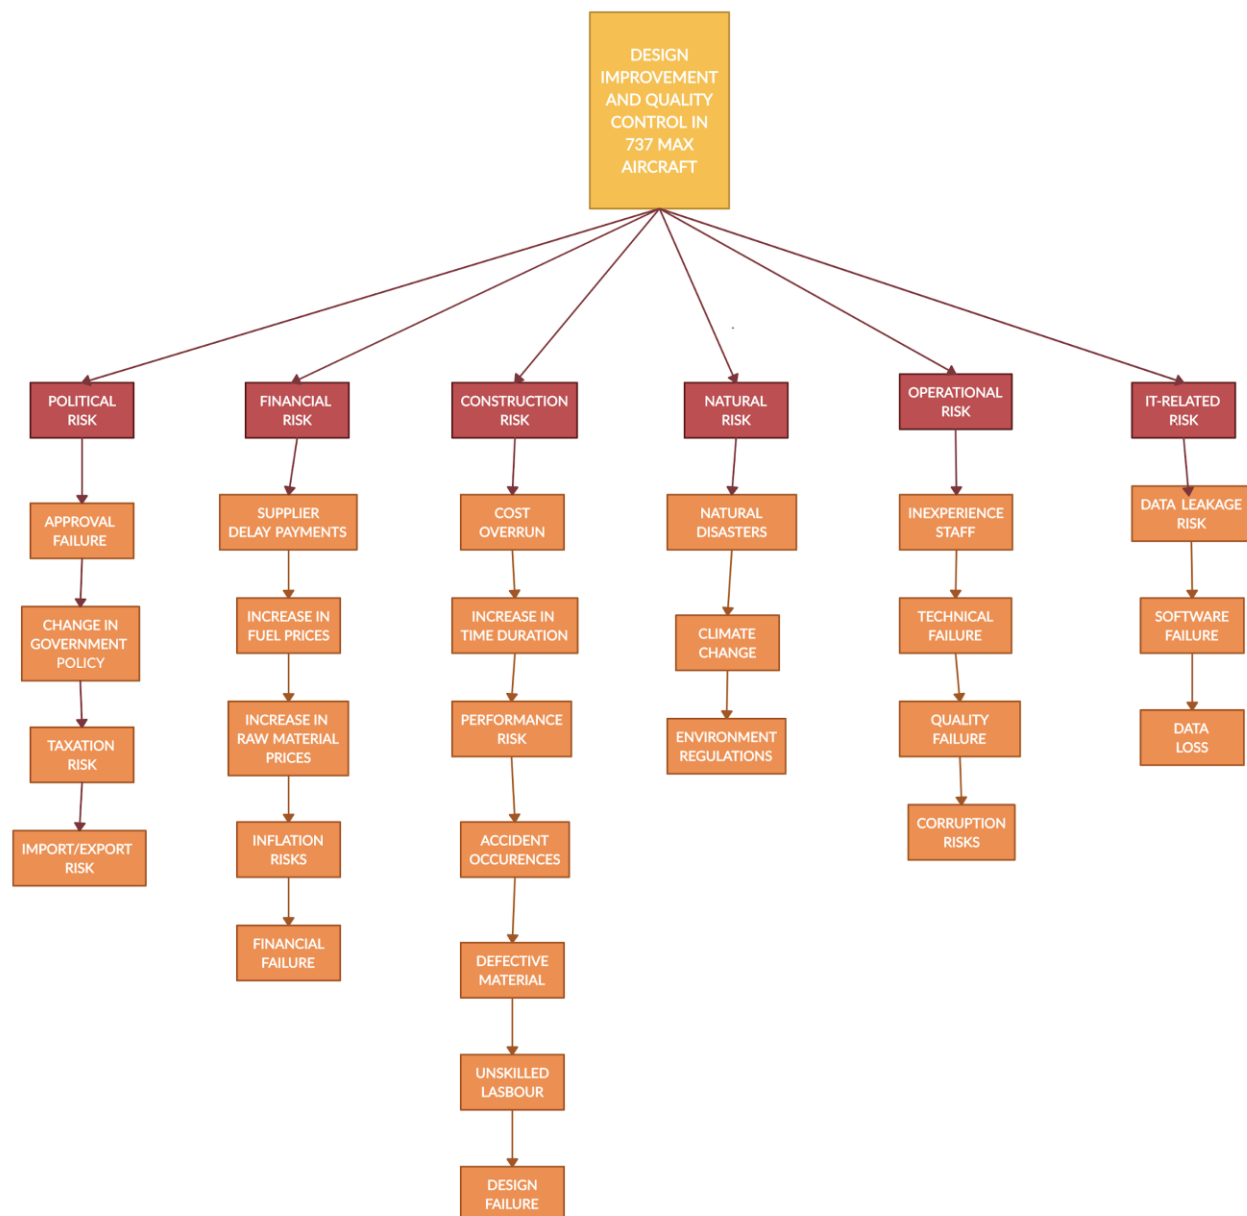 DESIGN
IMPROVEMENT
AND QUALITY
CONTROL IN
737 MAX
AIRCRAFT
POLITICAL
RISK
FINANCIAL
RISK
CONSTRUCTION
RISK
NATURAL
RISK
OPERATIONAL
RISK
IT-RELATED
RISK
APPROVAL
FAILURE
CHANGE IN
GOVERNMENT
POLICY
TAXATION
RISK
IMPORT/EXPORT
RISK
SUPPLIER
DELAY PAYMENTS
INCREASE IN
FUEL PRICES
INCREASE IN
RAW MATERIAL
PRICES
INFLATION
RISKS
FINANCIAL
FAILURE
COST
OVERRUN
INCREASE IN
TIME DURATION
PERFORMANCE
RISK
ACCIDENT
OCCURENCES
DEFECTIVE
MATERIAL
UNSKILLED
LASBOUR
DESIGN
FAILURE
NATURAL
DISASTERS
CLIMATE
CHANGE
ENVIRONMENT
REGULATIONS
INEXPERIENCE
STAFF
TECHNICAL
FAILURE
QUALITY
FAILURE
CORRUPTION
RISKS
DATA LEAKAGE
RISK
SOFTWARE
FAILURE
DATA
LOSS